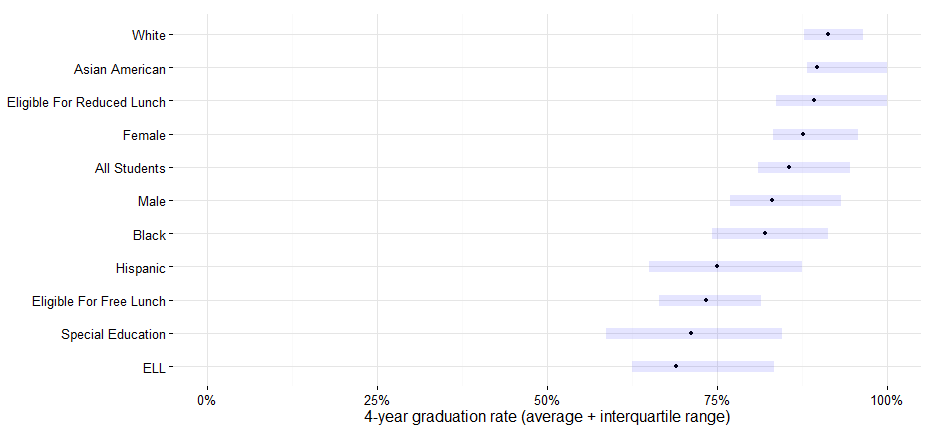 White
Asian American
Eligible For Reduced Lunch
Female
All Students
Male
Black
Hispanic
Eligible For Free Lunch
Special Education
ELL
0% 25% 50% 75% 100%
4-year graduation rate (average + interquartile range)